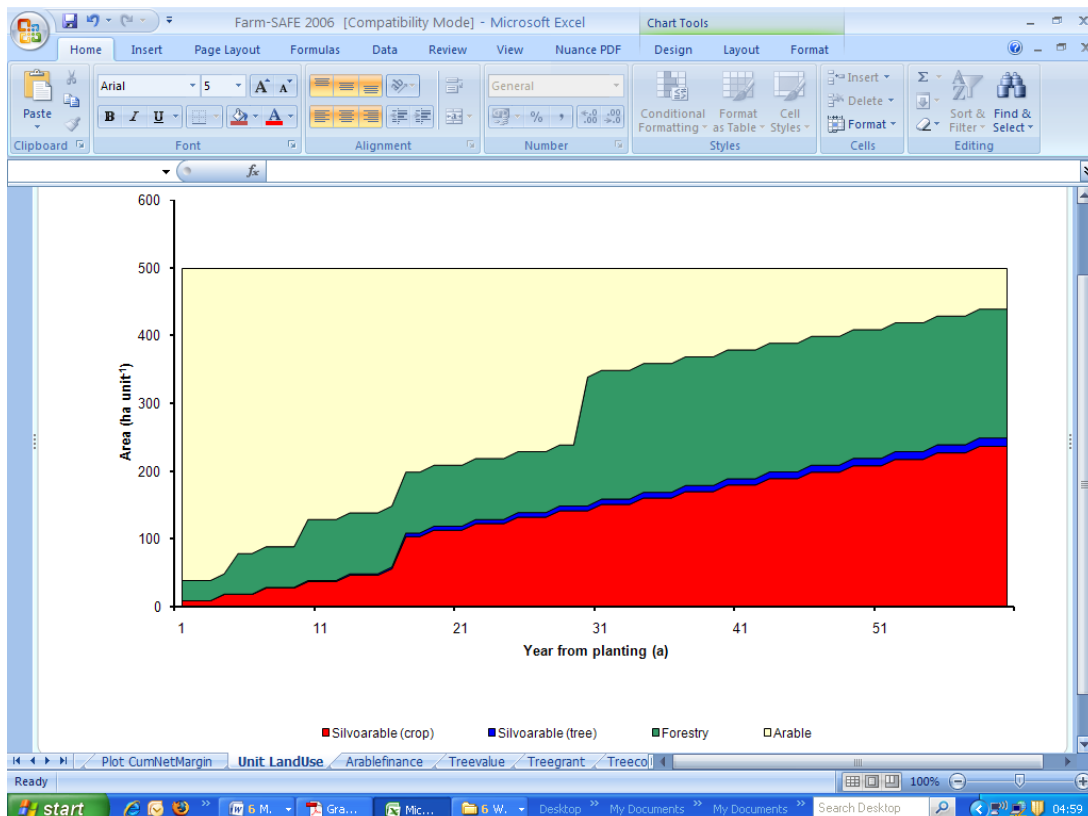 Farm-SAFE 2006 [Compatibility Mode] - Microsoft Excel Chart Tools
Home Insert Page Layout Formulas Data Review View Nuance PDF Design Layout Format
Paste
Arial 5 A A
B I U A
General
% , .00 .0
Conditional Formatting
Format as Table
Cell Styles
Insert
Delete
Format
Σ
Sort & Filter
Find & Select
Clipboard Font Alignment Number Styles Cells Editing
fx
600
500
400
300
200
100
0
Area (ha unit⁻¹)
1 11 21 31 41 51
Year from planting (a)
Silvoarable (crop) Silvoarable (tree) Forestry Arable
Plot CumNetMargin Unit LandUse Arablefinance Treevalue Treegrant Treeco
Ready 100%
start 6 M. Gra... Mic... 6 W. Desktop My Documents My Documents Search Desktop 04:59